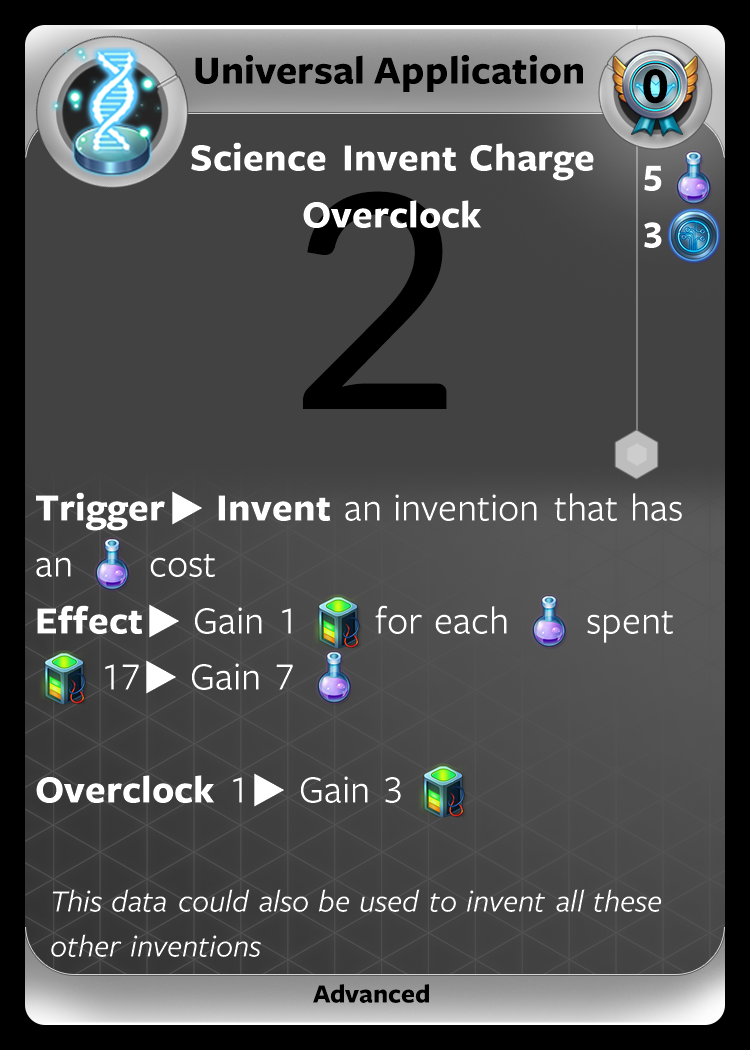 Universal Application
0
Science Invent Charge
Overclock
5
3
2
Trigger▶ Invent an invention that has
an cost
Effect▶ Gain 1 for each spent
17▶ Gain 7
Overclock 1▶ Gain 3
This data could also be used to invent all these
other inventions
Advanced